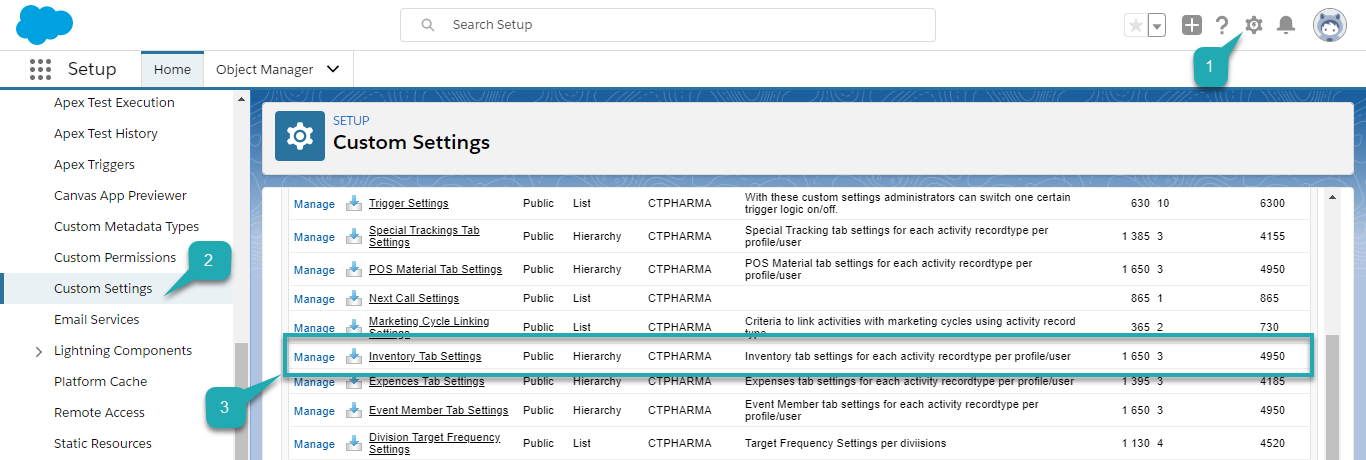 Search Setup
1
Setup
Home
Object Manager
Apex Test Execution
Apex Test History
Apex Triggers
Canvas App Previewer
Custom Metadata Types
Custom Permissions
2
Custom Settings
Email Services
Lightning Components
Platform Cache
Remote Access
Static Resources
SETUP
Custom Settings
Manage Trigger Settings Public List CTPHARMA With these custom settings administrators can switch one certain 630 10 6300
trigger logic on/off.
Manage Special Trackings Tab Public Hierarchy CTPHARMA Special Tracking tab settings for each activity recordtype per 1 385 3 4155
Settings profile/user
Manage POS Material Tab Settings Public Hierarchy CTPHARMA POS Material tab settings for each activity recordtype per 1 650 3 4950
profile/user
Manage Next Call Settings Public List CTPHARMA 865 1 865
Manage Marketing Cycle Linking Public List CTPHARMA Criteria to link activities with marketing cycles using activity record 365 2 730
Settings type
Manage Inventory Tab Settings Public Hierarchy CTPHARMA Inventory tab settings for each activity recordtype per profile/user 1 650 3 4950
Manage Expences Tab Settings Public Hierarchy CTPHARMA Expenses tab settings for each activity recordtype per profile/user 1 395 3 4185
3
Manage Event Member Tab Settings Public Hierarchy CTPHARMA Event Member tab settings for each activity recordtype per 1 650 3 4950
profile/user
Manage Division Target Frequency Public List CTPHARMA Target Frequency Settings per diviisions 1 130 4 4520
Settings